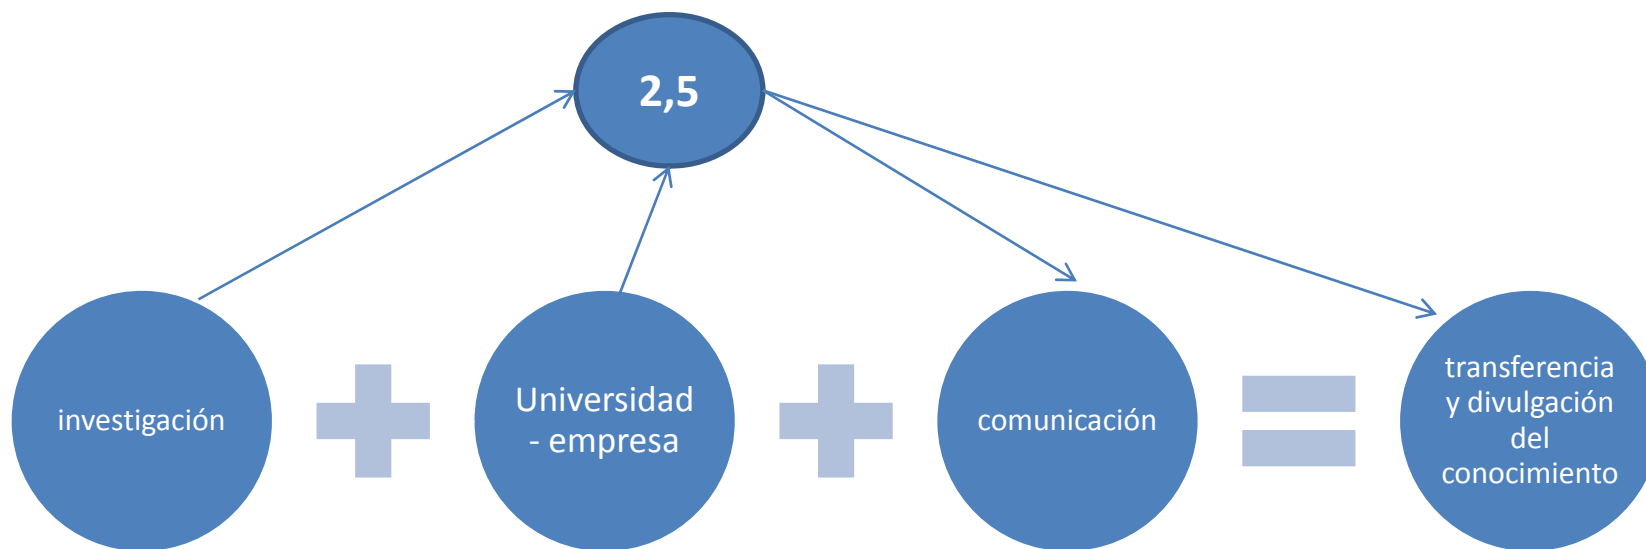 2,5
investigación
Universidad
- empresa
comunicación
transferencia
y divulgación
del
conocimiento